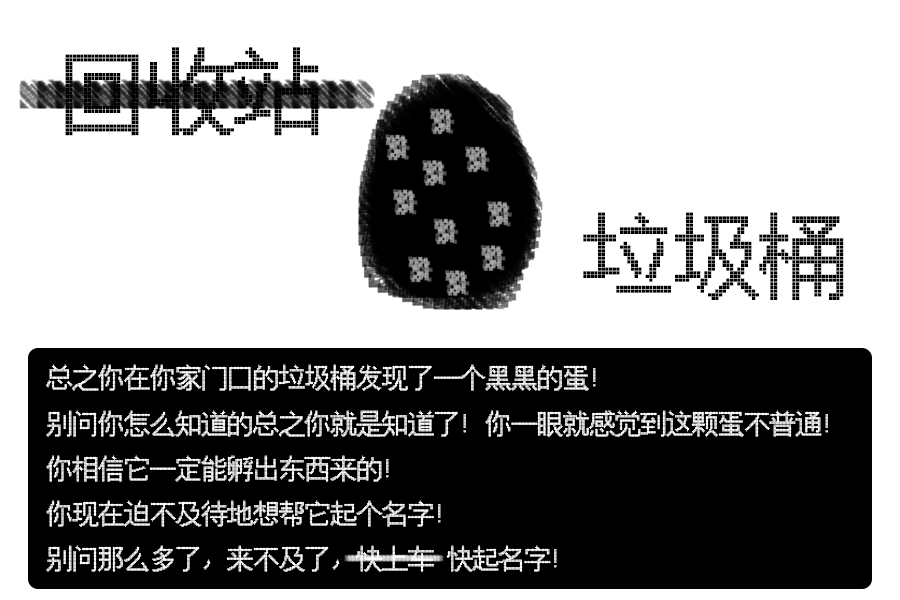 回收站
垃圾桶
总之你在你家门口的垃圾桶发现了一个黑黑的蛋!
别问你怎么知道的总之你就是知道了! 你一眼就感觉到这颗蛋不普通!
你相信它一定能孵出东西来的!
你现在迫不及待地想帮它起个名字!
别问那么多了, 来不及了, 快上车 快起名字!